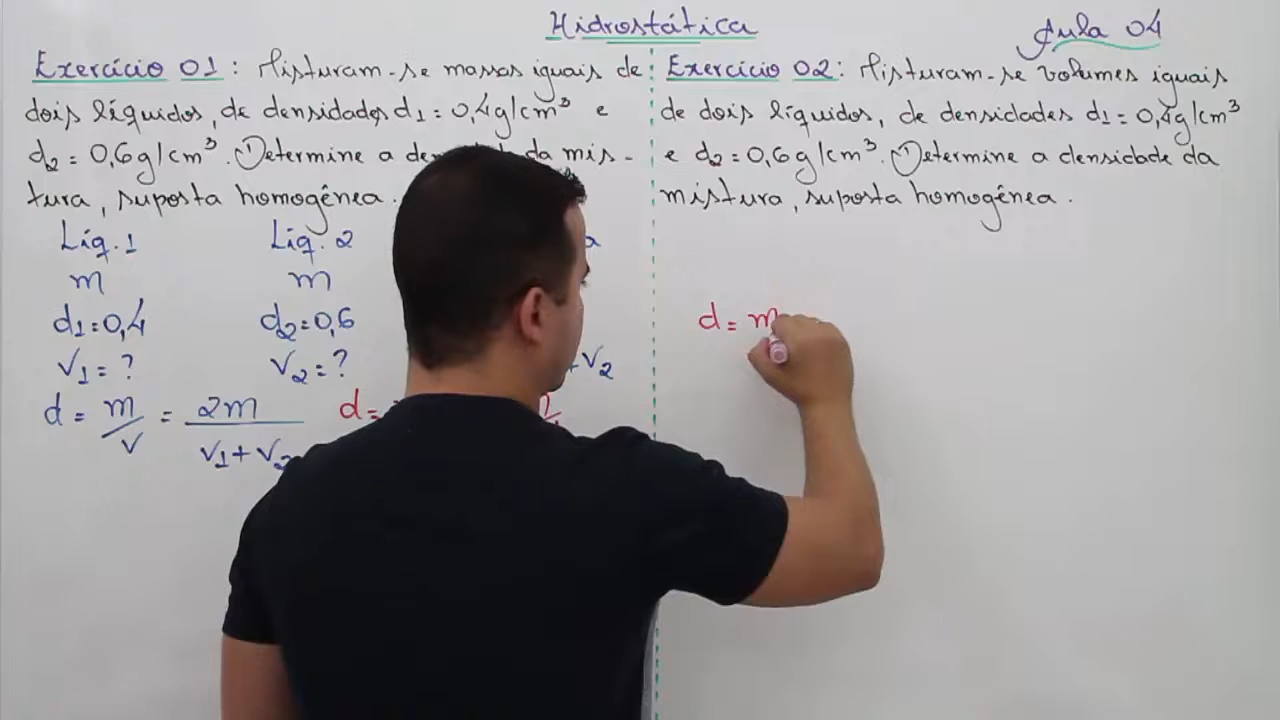 Hidrostática
Aula 04
Exercício 01: Misturam-se massas iguais de
dois líquidos, de densidades d1 = 0,4g/cm³ e
d2 = 0,6g/cm³. Determine a da mis-
tura, suposta homogênea.
Líq. 1 Líq. 2
m m
d1=0,4 d2=0,6
V1=? V2=? +V2
d = m/V = 2m/V1+V2 d=
Exercício 02: Misturam-se volumes iguais
de dois líquidos, de densidades d1 = 0,4g/cm³
e d2 = 0,6g/cm³. Determine a densidade da
mistura, suposta homogênea.
d = m